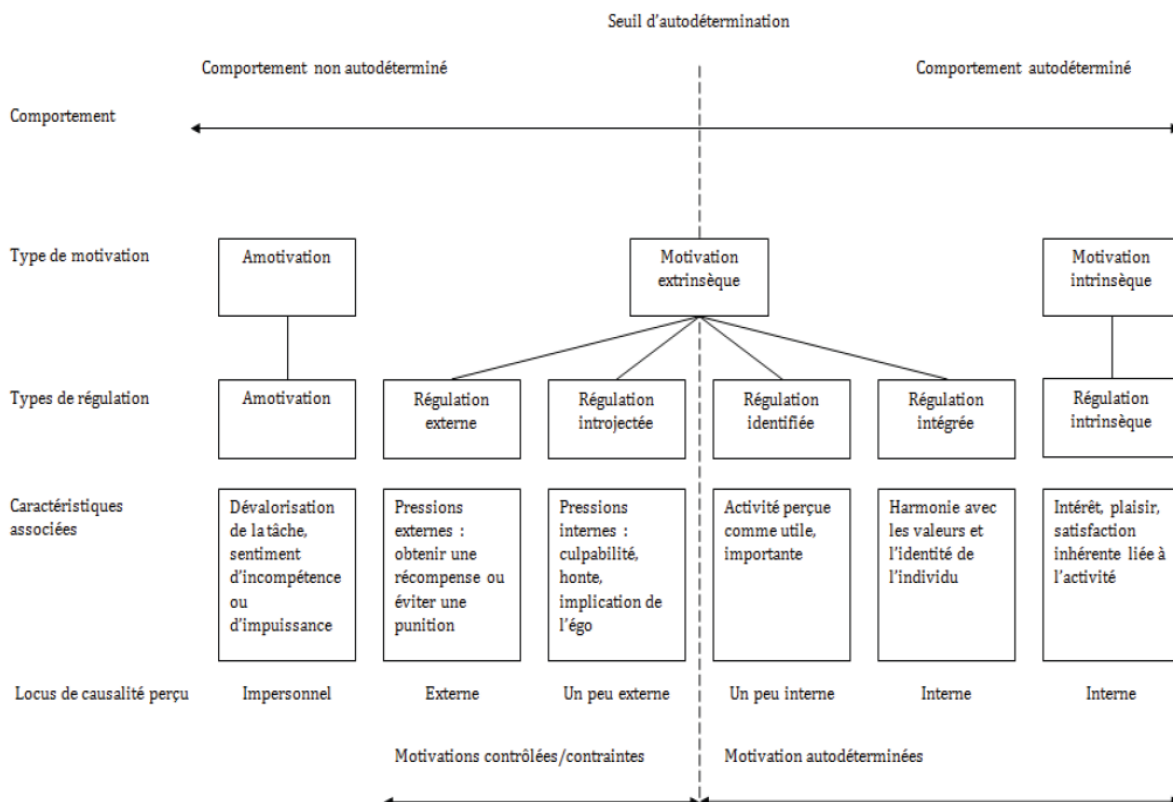 Seuil d'autodétermination
Comportement non autodéterminé
Comportement autodéterminé
Comportement
Type de motivation
Amotivation
Motivation
extrinsèque
Motivation
intrinsèque
Types de régulation
Amotivation
Régulation
externe
Régulation
introjectée
Régulation
identifiée
Régulation
intégrée
Régulation
intrinsèque
Caractéristiques
associées
Dévalorisation
de la tâche,
sentiment
d'incompétence
ou
d'impuissance
Pressions
externes :
obtenir une
récompense ou
éviter une
punition
Pressions
internes :
culpabilité,
honte,
implication de
l'égo
Activité perçue
comme utile,
importante
Harmonie avec
les valeurs et
l'identité de
l'individu
Intérêt, plaisir,
satisfaction
inhérente liée à
l'activité
Locus de causalité perçu
Impersonnel
Externe
Un peu externe
Un peu interne
Interne
Interne
Motivations contrôlées/contraintes
Motivation autodéterminées